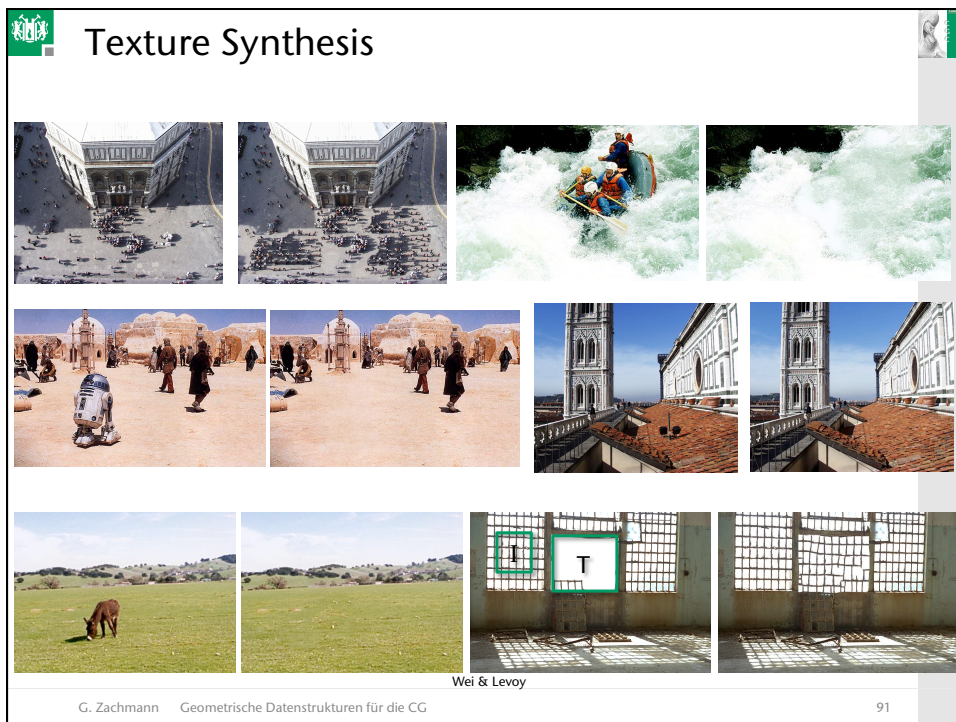 Texture Synthesis
I
T
Wei & Levoy
G. Zachmann Geometrische Datenstrukturen für die CG 91